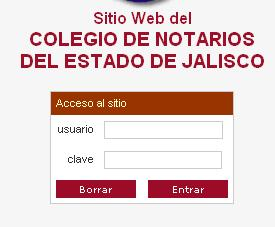 Sitio Web del
COLEGIO DE NOTARIOS
DEL ESTADO DE JALISCO
Acceso al sitio
usuario
clave
Borrar Entrar